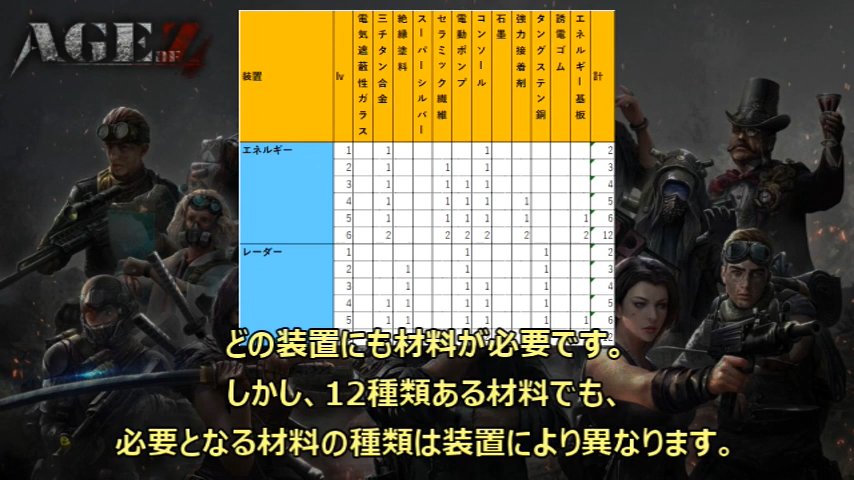 AGE OF Z
装置 lv 電気遮蔽性ガラス 三チタン合金 絶縁塗料 スーパーシルバー セラミック繊維 電動ポンプ コンソール 石墨 強力接着剤 タングステン銅 誘電ゴム エネルギー基板 計
エネルギー 1 1 1 2
2 1 1 1 3
3 1 1 1 1 4
4 1 1 1 1 1 5
5 1 1 1 1 1 1 6
6 2 2 2 2 2 2 12
レーダー 1 1 1 2
2 1 1 1 3
3 1 1 1 1 4
4 1 1 1 1 1 5
5 1 1 1 1 1 1 6
どの装置にも材料が必要です。
しかし、12種類ある材料でも、
必要となる材料の種類は装置により異なります。